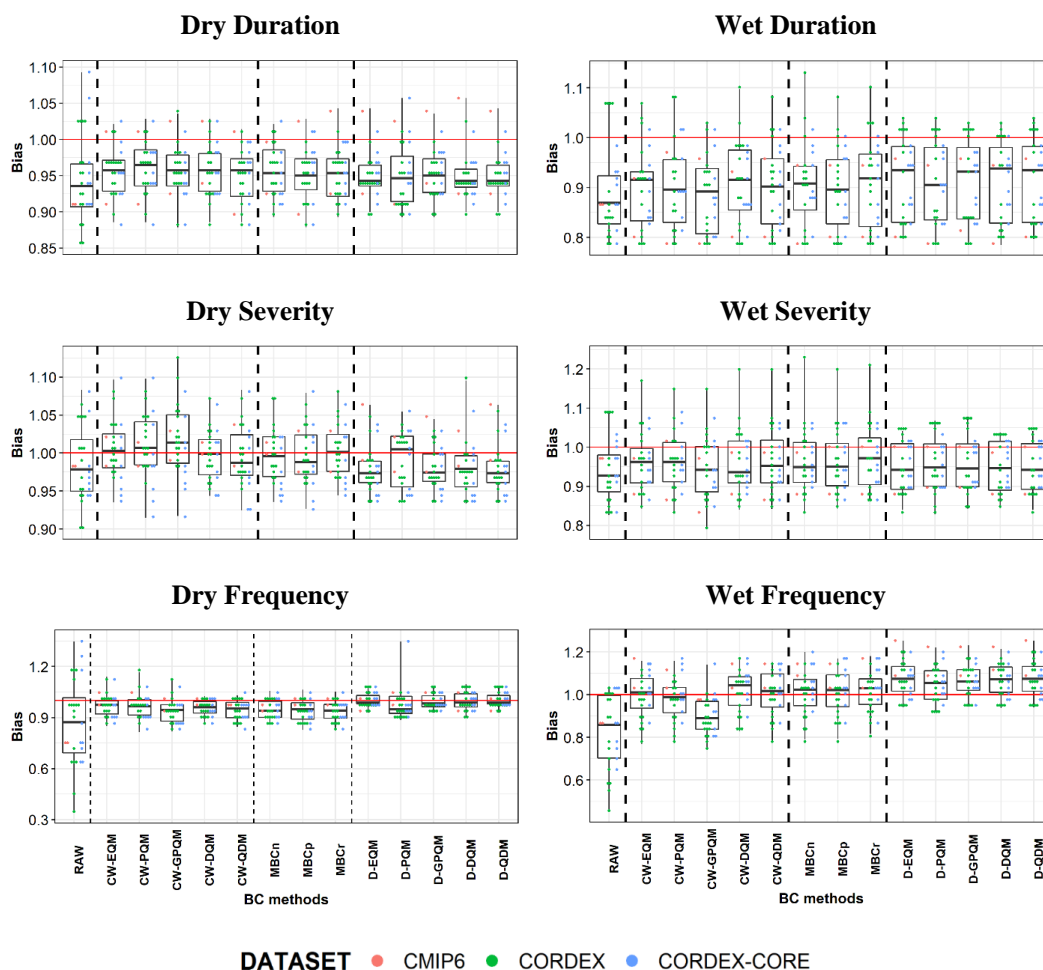 Dry Duration
Wet Duration
Bias
1.10
1.05
1.00
0.95
0.90
0.85
Bias
1.1
1.0
0.9
0.8
Dry Severity
Wet Severity
Bias
1.10
1.05
1.00
0.95
0.90
Bias
1.2
1.1
1.0
0.9
0.8
Dry Frequency
Wet Frequency
Bias
1.2
0.9
0.6
0.3
Bias
1.2
1.0
0.8
0.6
RAW
CW-EQM
CW-PQM
CW-GPQM
CW-DQM
CW-QDM
MBCn
MBCp
MBCr
D-EQM
D-PQM
D-GPQM
D-DQM
D-QDM
BC methods
RAW
CW-EQM
CW-PQM
CW-GPQM
CW-DQM
CW-QDM
MBCn
MBCp
MBCr
D-EQM
D-PQM
D-GPQM
D-DQM
D-QDM
BC methods
DATASET CMIP6 CORDEX CORDEX-CORE